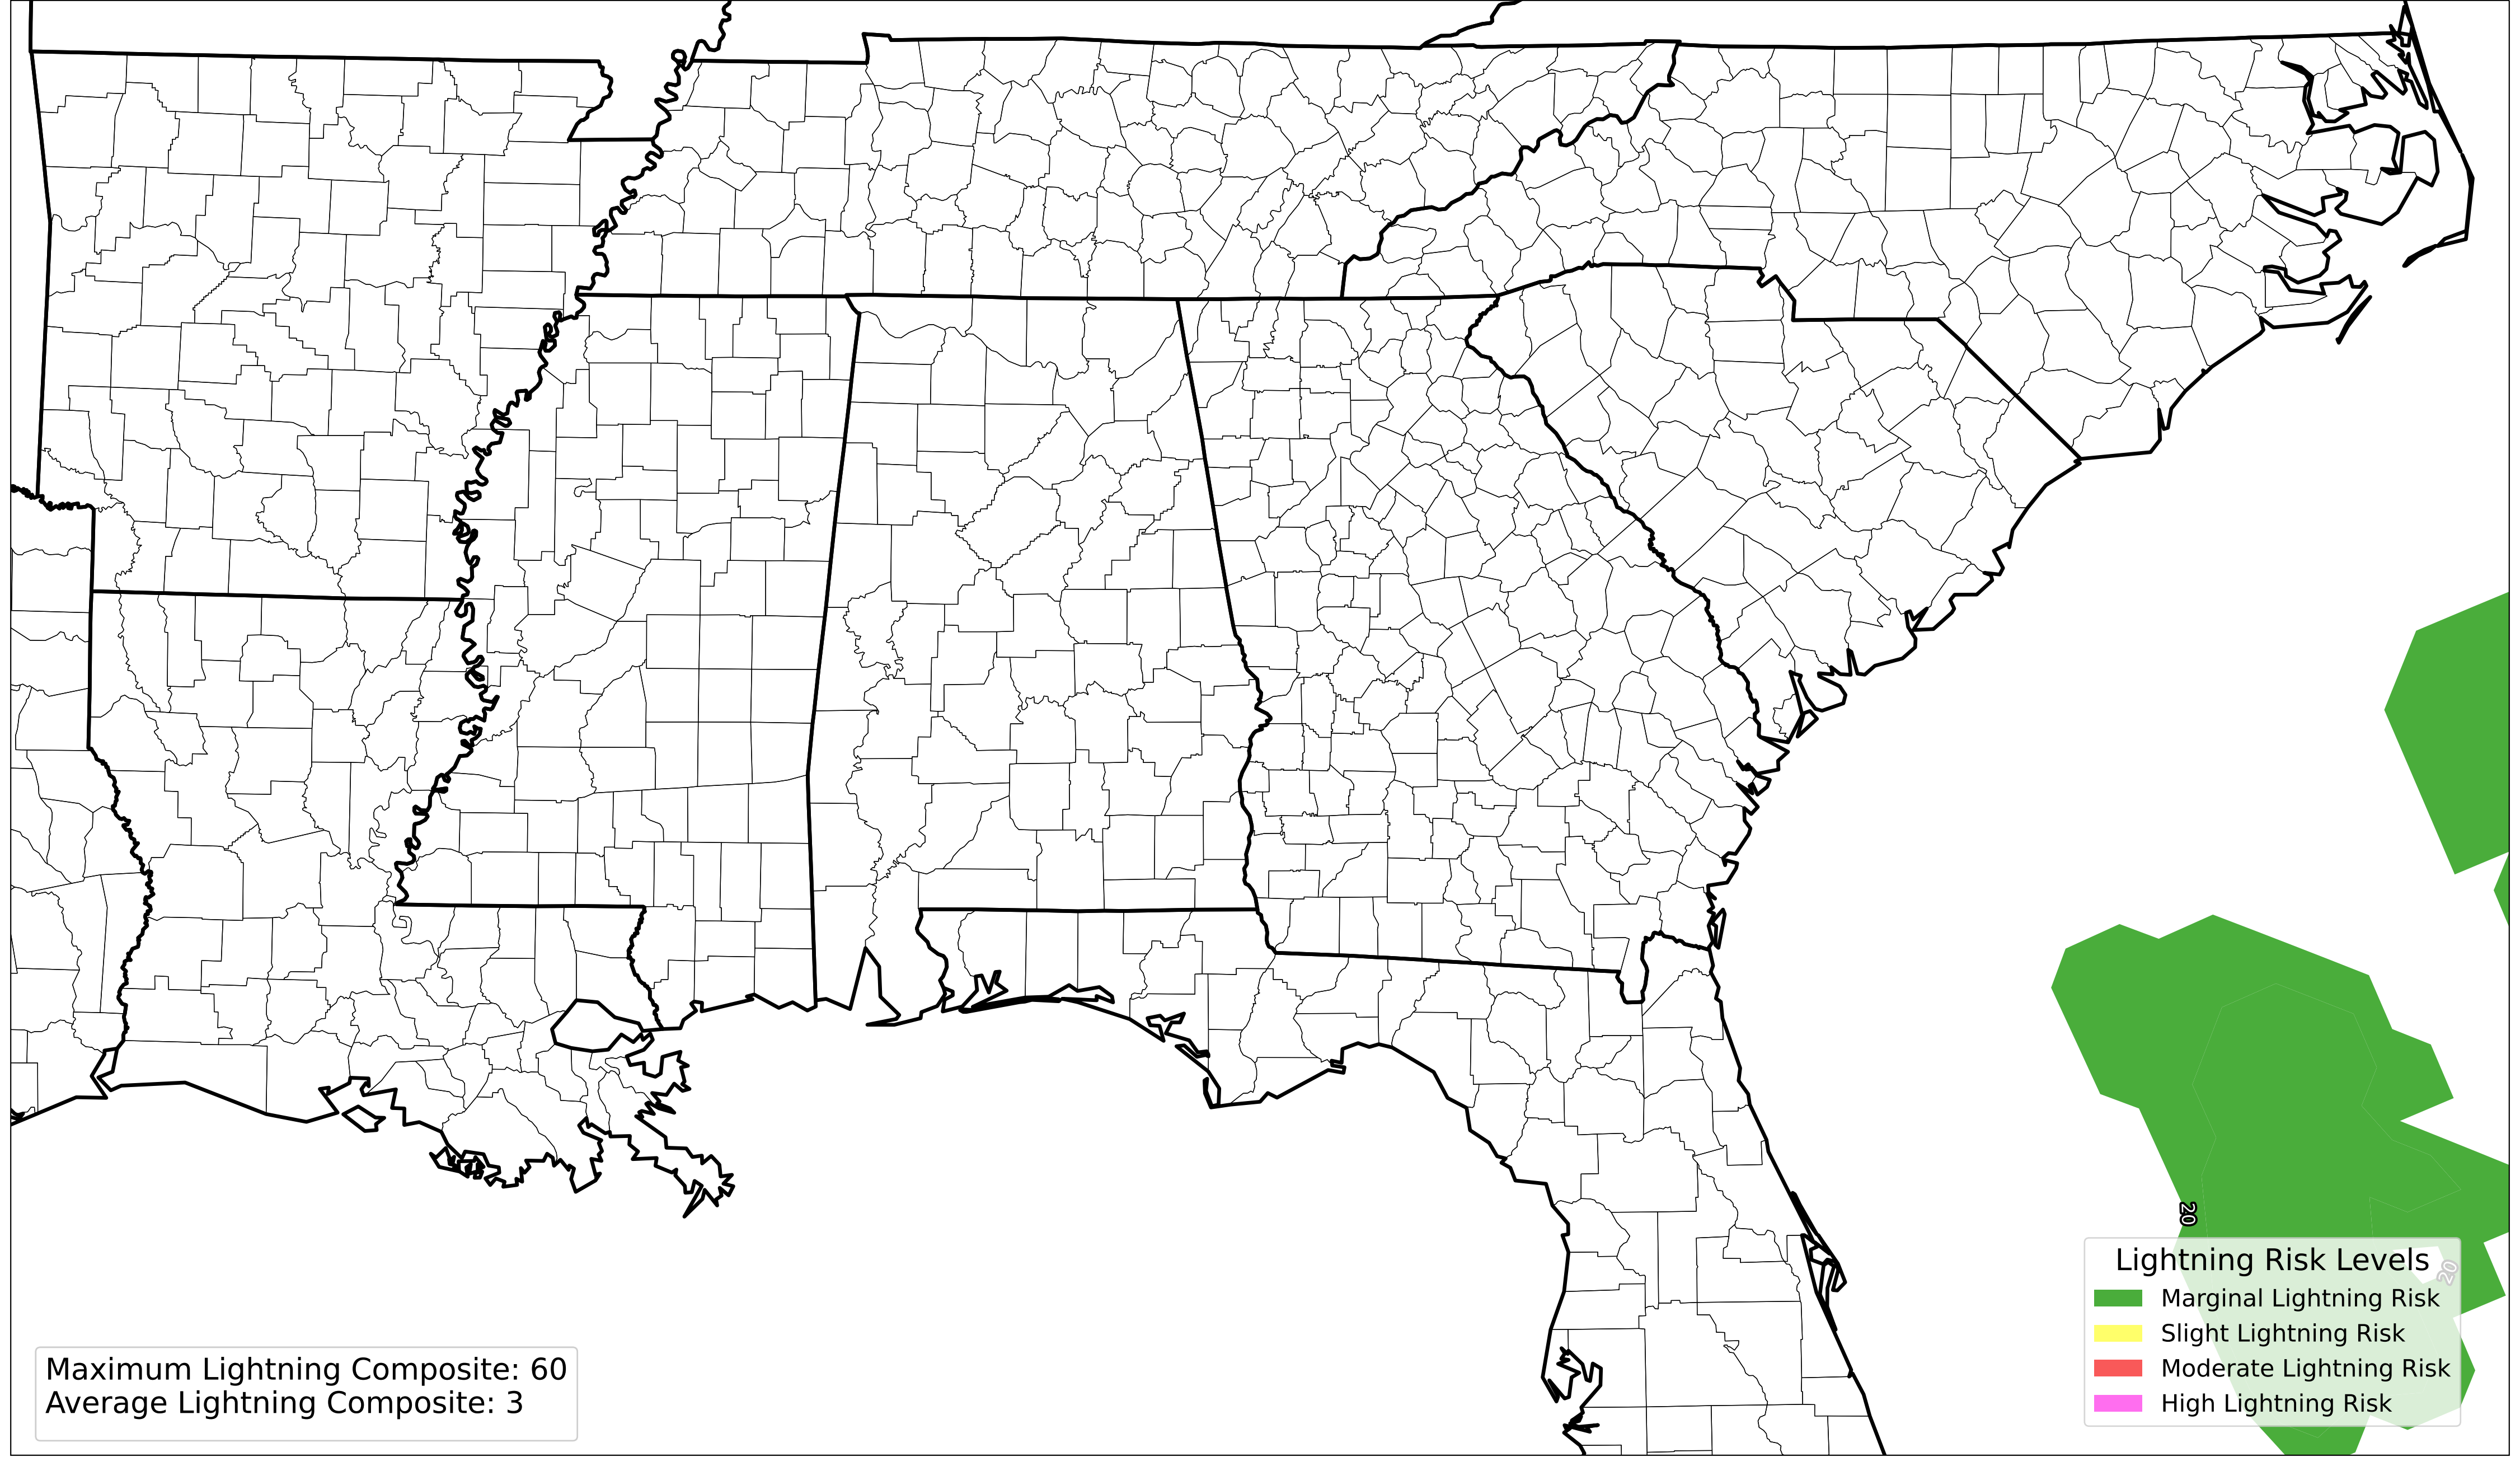 20
20
Lightning Risk Levels
Marginal Lightning Risk
Slight Lightning Risk
Moderate Lightning Risk
High Lightning Risk
Maximum Lightning Composite: 60
Average Lightning Composite: 3